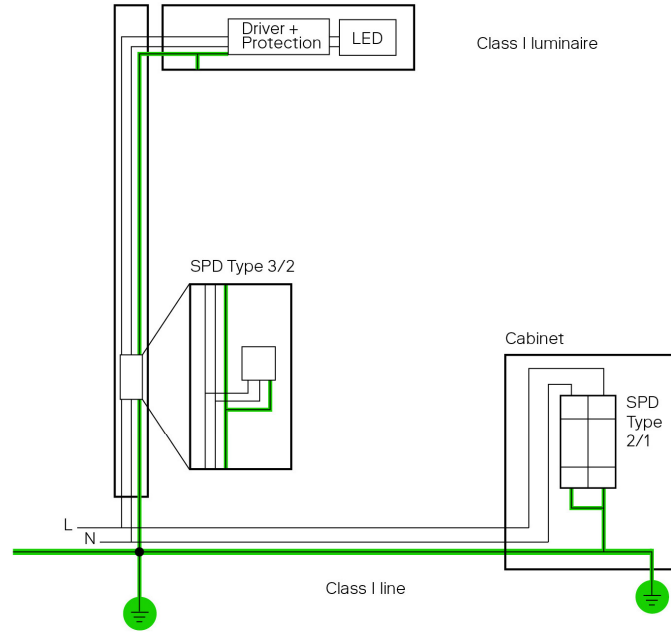 Driver +
Protection
LED
Class I luminaire
SPD Type 3/2
Cabinet
SPD
Type
2/1
L
N
Class I line